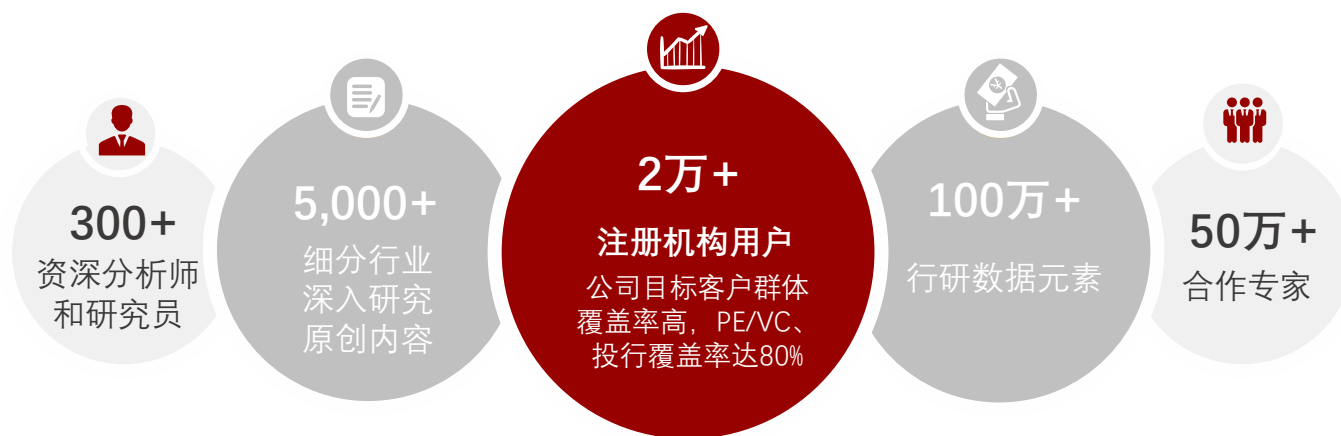 300+
资深分析师
和研究员
5,000+
细分行业
深入研究
原创内容
2万+
注册机构用户
公司目标客户群体
覆盖率高，PE/VC、
投行覆盖率达80%
100万+
行研数据元素
50万+
合作专家